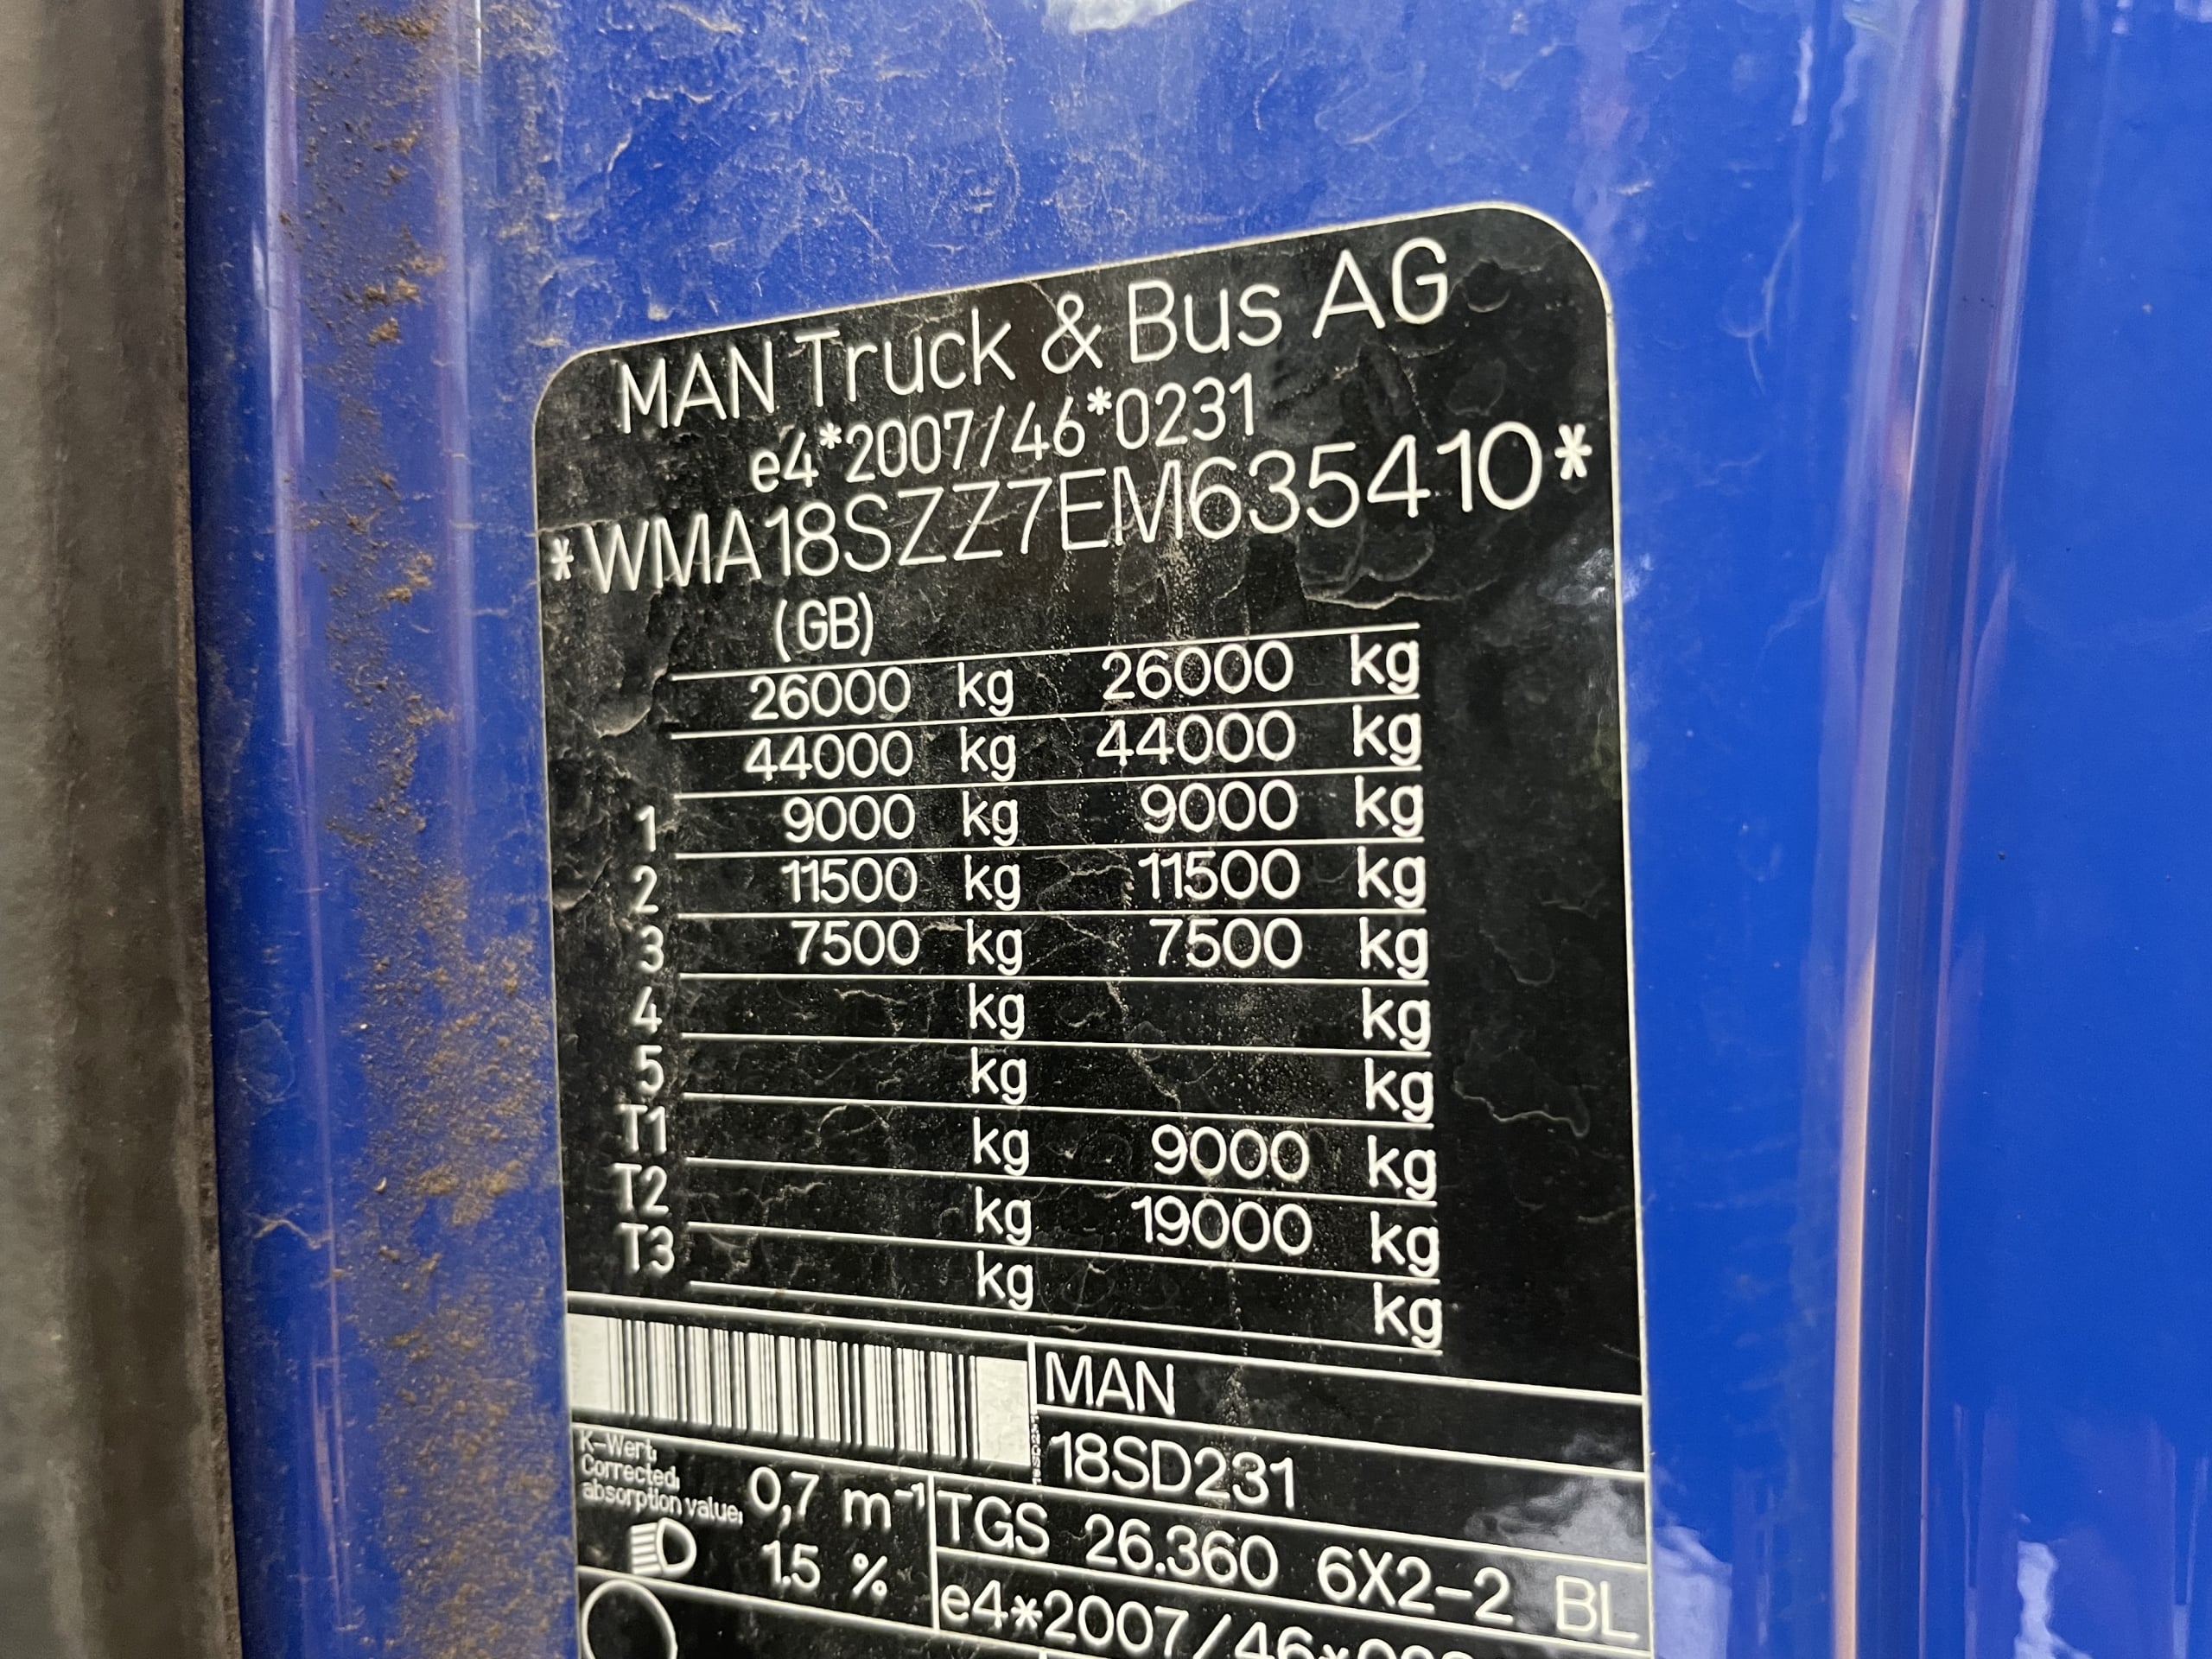 MAN Truck & Bus AG
e4*2007/46*0231
*WMA18SZZ7EM635410*
(GB)
26000 kg 26000 kg
44000 kg 44000 kg
1 9000 kg 9000 kg
2 11500 kg 11500 kg
3 7500 kg 7500 kg
4 kg kg
5 kg kg
T1 kg 9000 kg
T2 kg 19000 kg
T3 kg kg
MAN
18SD231
K-Wert,
Corrected,
absorption value, 0,7 m⁻¹
1.5 %
TGS 26.360 6X2-2 BL
e4*2007/46*